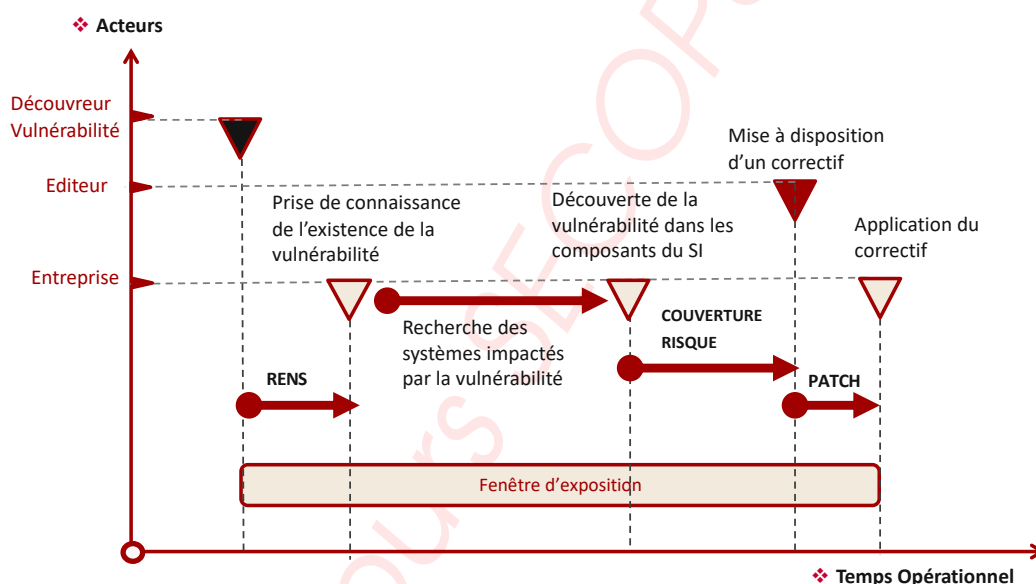 ❖ Acteurs
Découvreur
Vulnérabilité
Mise à disposition
d'un correctif
Editeur
Prise de connaissance
de l'existence de la
vulnérabilité
Découverte de la
vulnérabilité dans les
composants du SI
Application du
correctif
Entreprise
Recherche des
systèmes impactés
par la vulnérabilité
COUVERTURE
RISQUE
RENS
PATCH
Fenêtre d'exposition
❖ Temps Opérationnel
ours SECOP